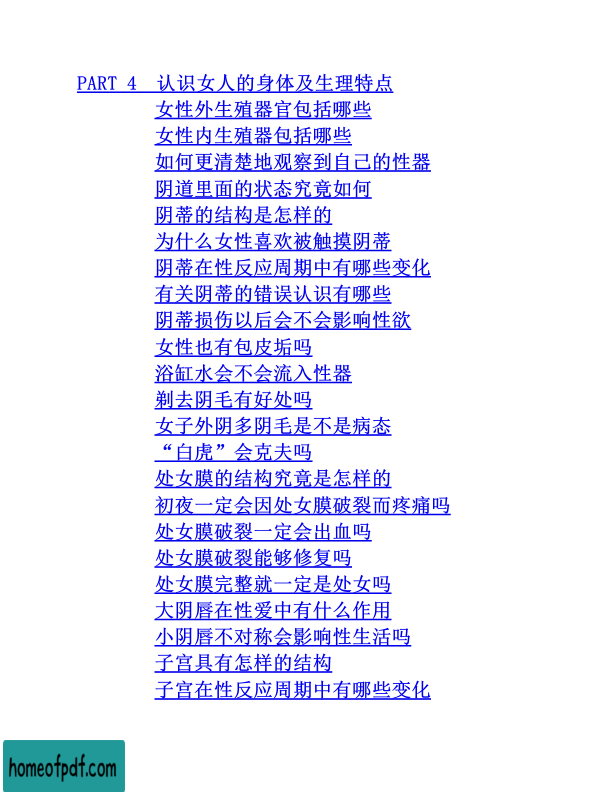 PART 4  认识女人的身体及生理特点
女性外生殖器官包括哪些
女性内生殖器包括哪些
如何更清楚地观察到自己的性器
阴道里面的状态究竟如何
阴蒂的结构是怎样的
为什么女性喜欢被触摸阴蒂
阴蒂在性反应周期中有哪些变化
有关阴蒂的错误认识有哪些
阴蒂损伤以后会不会影响性欲
女性也有包皮垢吗
浴缸水会不会流入性器
剃去阴毛有好处吗
女子外阴多阴毛是不是病态
“白虎”会克夫吗
处女膜的结构究竟是怎样的
初夜一定会因处女膜破裂而疼痛吗
处女膜破裂一定会出血吗
处女膜破裂能够修复吗
处女膜完整就一定是处女吗
大阴唇在性爱中有什么作用
小阴唇不对称会影响性生活吗
子宫具有怎样的结构
子宫在性反应周期中有哪些变化
homeofpdf.com